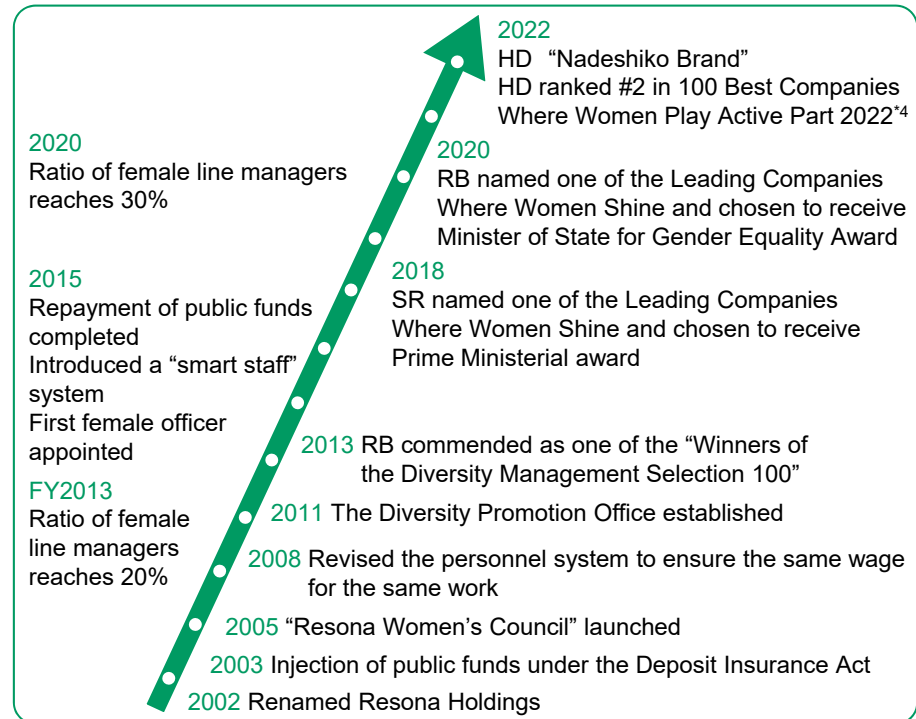 2022
HD “Nadeshiko Brand”
HD ranked #2 in 100 Best Companies
Where Women Play Active Part 2022*4
2020
Ratio of female line managers
reaches 30%
2020
RB named one of the Leading Companies
Where Women Shine and chosen to receive
Minister of State for Gender Equality Award
2015
Repayment of public funds
completed
Introduced a “smart staff”
system
First female officer
appointed
2018
SR named one of the Leading Companies
Where Women Shine and chosen to receive
Prime Ministerial award
2013 RB commended as one of the “Winners of
the Diversity Management Selection 100”
FY2013
Ratio of female
line managers
reaches 20%
2011 The Diversity Promotion Office established
2008 Revised the personnel system to ensure the same wage
for the same work
2005 “Resona Women’s Council” launched
2003 Injection of public funds under the Deposit Insurance Act
2002 Renamed Resona Holdings